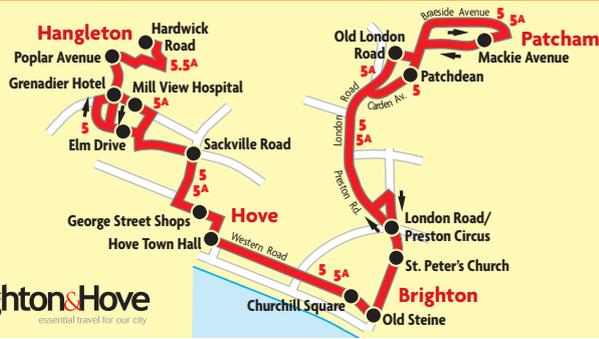 Hangleton
Hardwick
Road
Poplar Avenue
5.5A
Grenadier Hotel
Mill View Hospital
5A
5
Elm Drive
Sackville Road
5
5A
George Street Shops
Hove
Hove Town Hall
Western Road
5 5A
Churchill Square
Old Steine
Brighton
St. Peter's Church
London Road/
Preston Circus
Preston Rd.
London Road
5
5A
Carden Av.
5
Patchdean
5A
Old London
Road
Braeside Avenue
5
5A
Patcham
Mackie Avenue
ghton&Hove
essential travel for our city